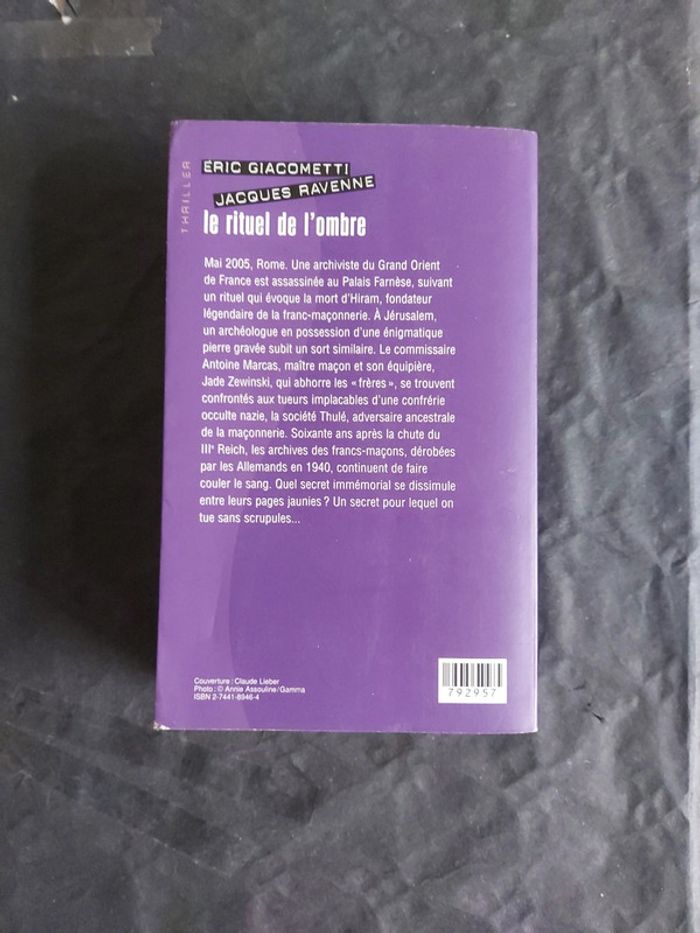 THRILLER
ÉRIC GIACOMETTI
JACQUES RAVENNE
le rituel de l'ombre
Mai 2005, Rome. Une archiviste du Grand Orient
de France est assassinée au Palais Farnèse, suivant
un rituel qui évoque la mort d'Hiram, fondateur
légendaire de la franc-maçonnerie. À Jérusalem,
un archéologue en possession d'une énigmatique
pierre gravée subit un sort similaire. Le commissaire
Antoine Marcas, maître maçon et son équipière,
Jade Zewinski, qui abhorre les « frères », se trouvent
confrontés aux tueurs implacables d'une confrérie
occulte nazie, la société Thulé, adversaire ancestrale
de la maçonnerie. Soixante ans après la chute du
IIIe Reich, les archives des francs-maçons, dérobées
par les Allemands en 1940, continuent de faire
couler le sang. Quel secret immémorial se dissimule
entre leurs pages jaunies ? Un secret pour lequel on
tue sans scrupules...
Couverture : Claude Lieber
Photo : © Annie Assouline/Gamma
ISBN 2-7441-8946-4
792957